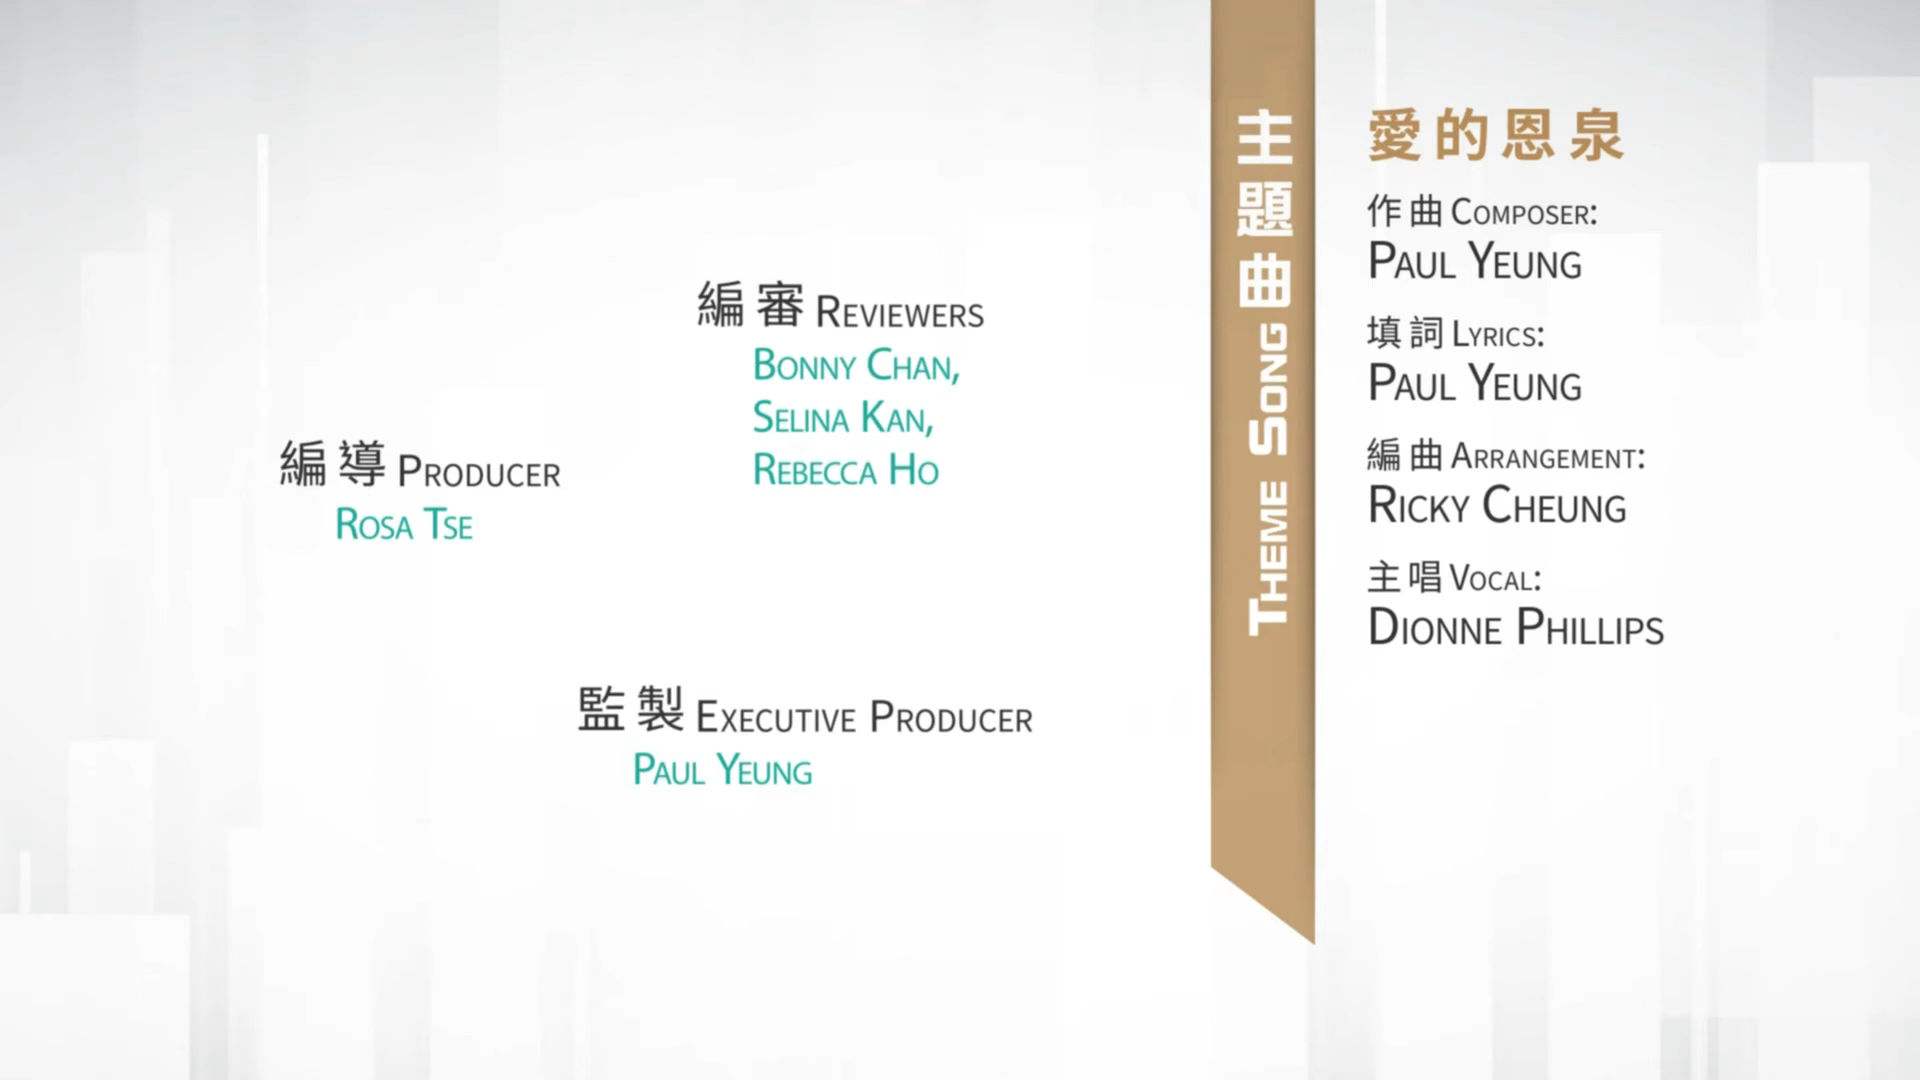 編導 PRODUCER
ROSA TSE
編審 REVIEWERS
BONNY CHAN,
SELINA KAN,
REBECCA HO
監製 EXECUTIVE PRODUCER
PAUL YEUNG
主題曲 THEME SONG
愛的恩泉
作曲 COMPOSER:
PAUL YEUNG
填詞 LYRICS:
PAUL YEUNG
編曲 ARRANGEMENT:
RICKY CHEUNG
主唱 VOCAL:
DIONNE PHILLIPS